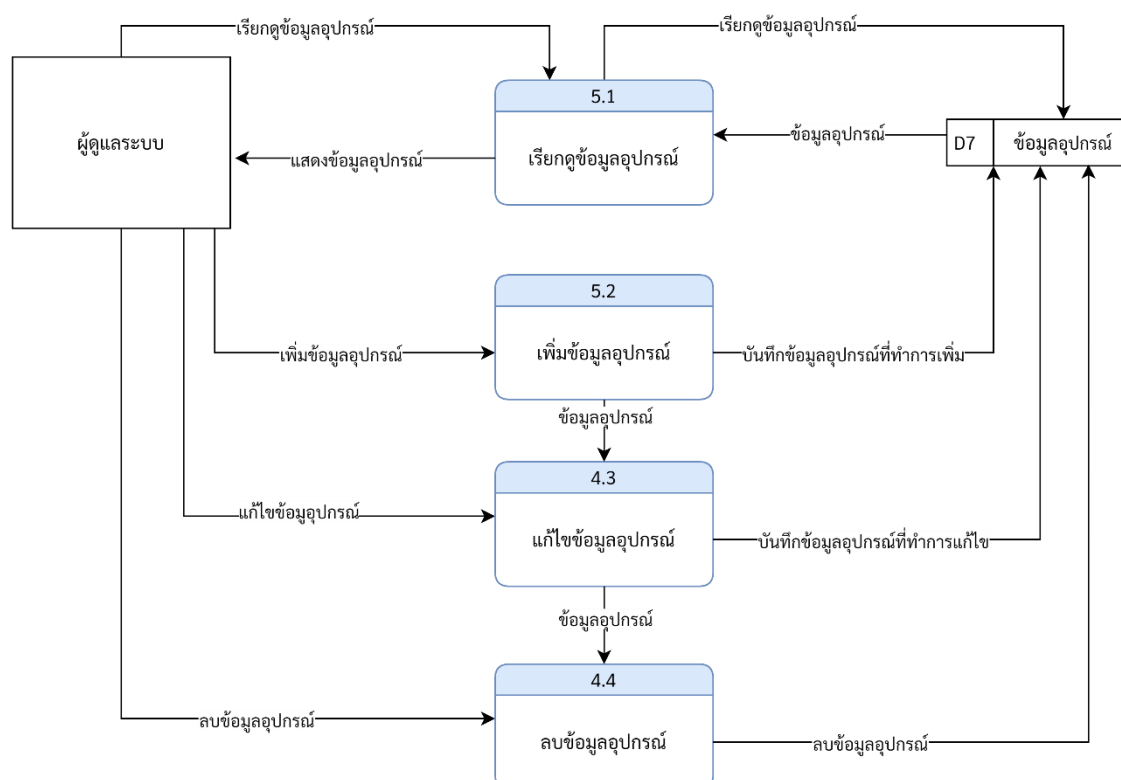 เรียกดูข้อมูลอุปกรณ์
เรียกดูข้อมูลอุปกรณ์
ผู้ดูแลระบบ
5.1
เรียกดูข้อมูลอุปกรณ์
ข้อมูลอุปกรณ์
D7
ข้อมูลอุปกรณ์
แสดงข้อมูลอุปกรณ์
5.2
เพิ่มข้อมูลอุปกรณ์
เพิ่มข้อมูลอุปกรณ์
บันทึกข้อมูลอุปกรณ์ที่ทำการเพิ่ม
ข้อมูลอุปกรณ์
4.3
แก้ไขข้อมูอุปกรณ์
แก้ไขข้อมูลอุปกรณ์
บันทึกข้อมูลอุปกรณ์ที่ทำการแก้ไข
ข้อมูลอุปกรณ์
4.4
ลบข้อมูลอุปกรณ์
ลบข้อมูลอุปกรณ์
ลบข้อมูลอุปกรณ์